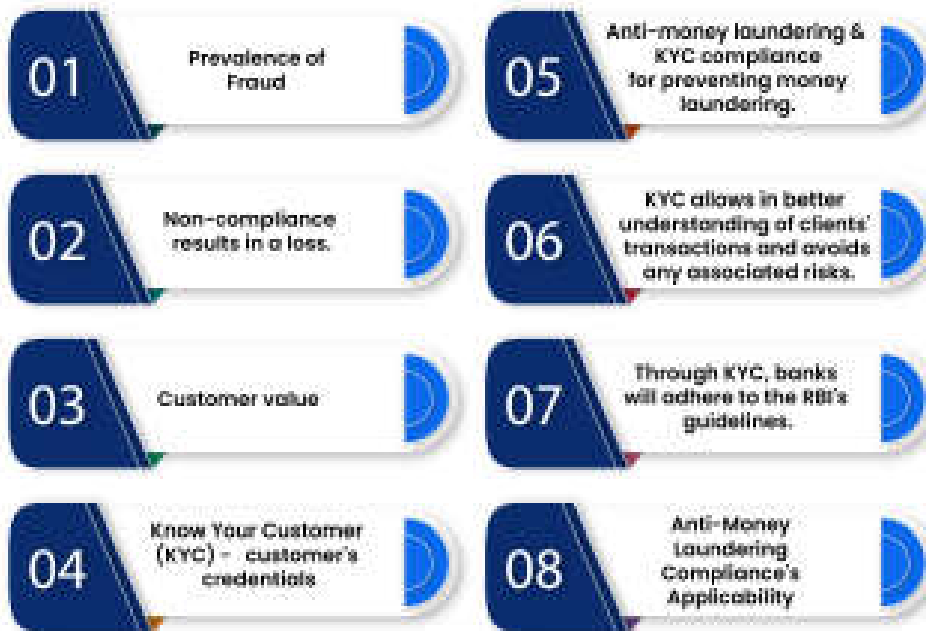 01
Prevalence of
Fraud
02
Non-compliance
results in a loss.
03
Customer value
04
Know Your Customer
(KYC) - customer's
credentials
05
Anti-money laundering &
KYC compliance
for preventing money
laundering.
06
KYC allows in better
understanding of clients'
transactions and avoids
any associated risks.
07
Through KYC, banks
will adhere to the RBI's
guidelines.
08
Anti-Money
Laundering
Compliance's
Applicability